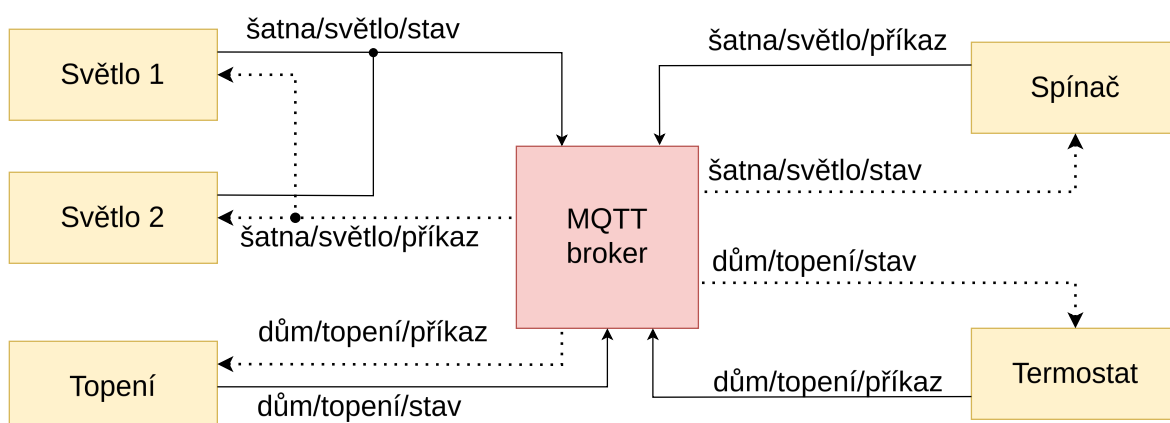 šatna/světlo/stav
šatna/světlo/příkaz
Světlo 1
Spínač
šatna/světlo/stav
Světlo 2
MQTT
broker
šatna/světlo/příkaz
dům/topení/stav
dům/topení/příkaz
Topení
Termostat
dům/topení/příkaz
dům/topení/stav